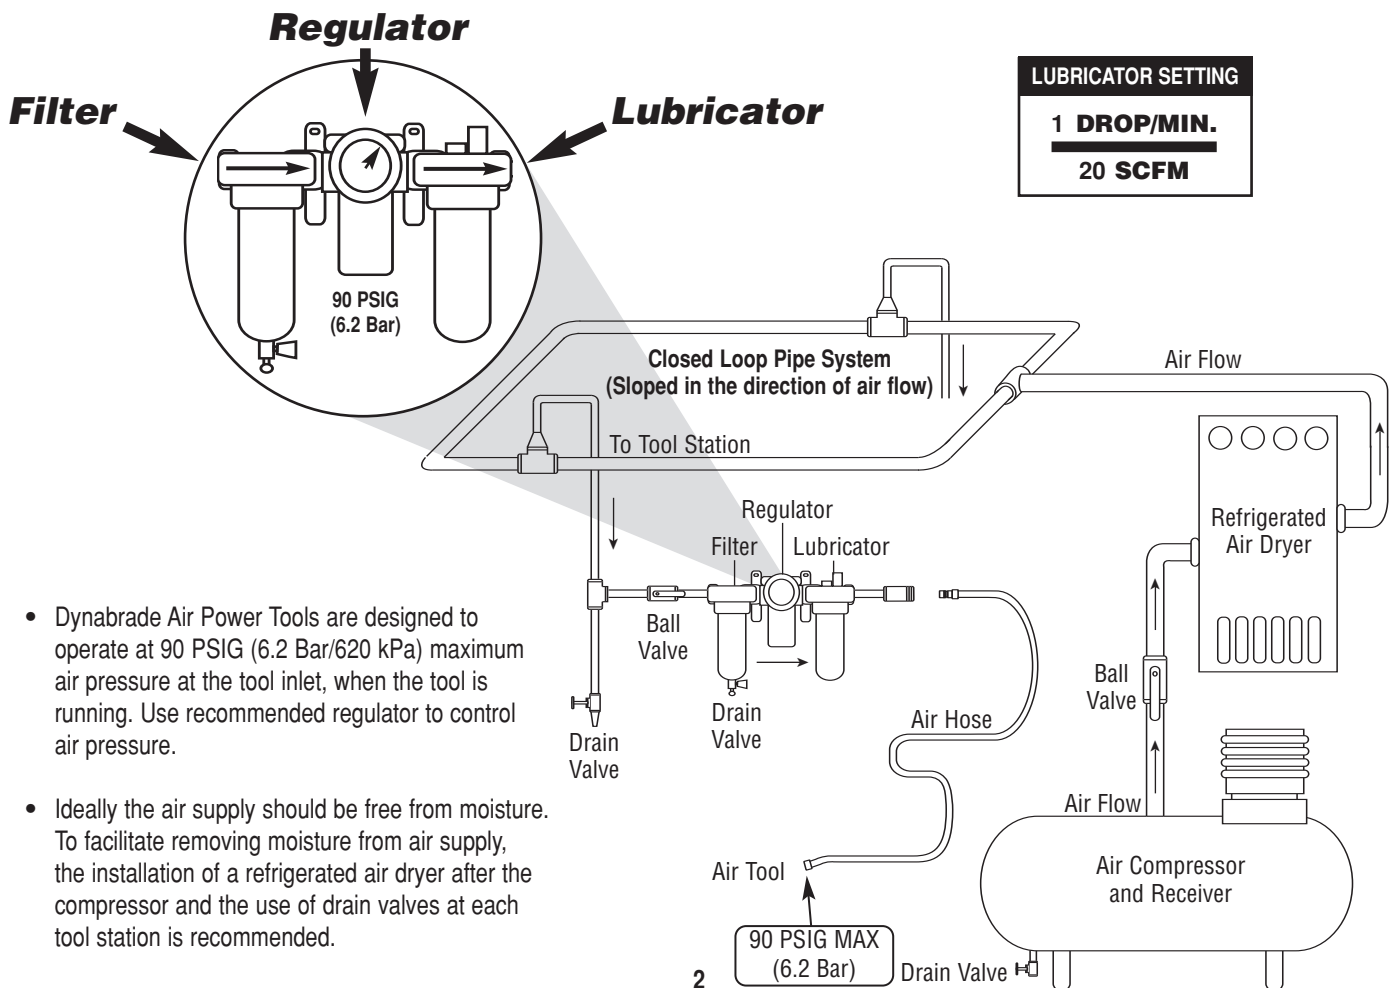 Regulator
Filter
Lubricator
LUBRICATOR SETTING
1 DROP/MIN.
20 SCFM
90 PSIG
(6.2 Bar)
Closed Loop Pipe System
(Sloped in the direction of air flow)
Air Flow
To Tool Station
Refrigerated
Air Dryer
Regulator
Filter
Lubricator
Ball
Valve
Drain
Valve
Drain
Valve
Air Hose
Ball
Valve
Air Flow
Air Compressor
and Receiver
Air Tool
90 PSIG MAX
(6.2 Bar)
Drain Valve
• Dynabrade Air Power Tools are designed to
operate at 90 PSIG (6.2 Bar/620 kPa) maximum
air pressure at the tool inlet, when the tool is
running. Use recommended regulator to control
air pressure.
• Ideally the air supply should be free from moisture.
To facilitate removing moisture from air supply,
the installation of a refrigerated air dryer after the
compressor and the use of drain valves at each
tool station is recommended.
2